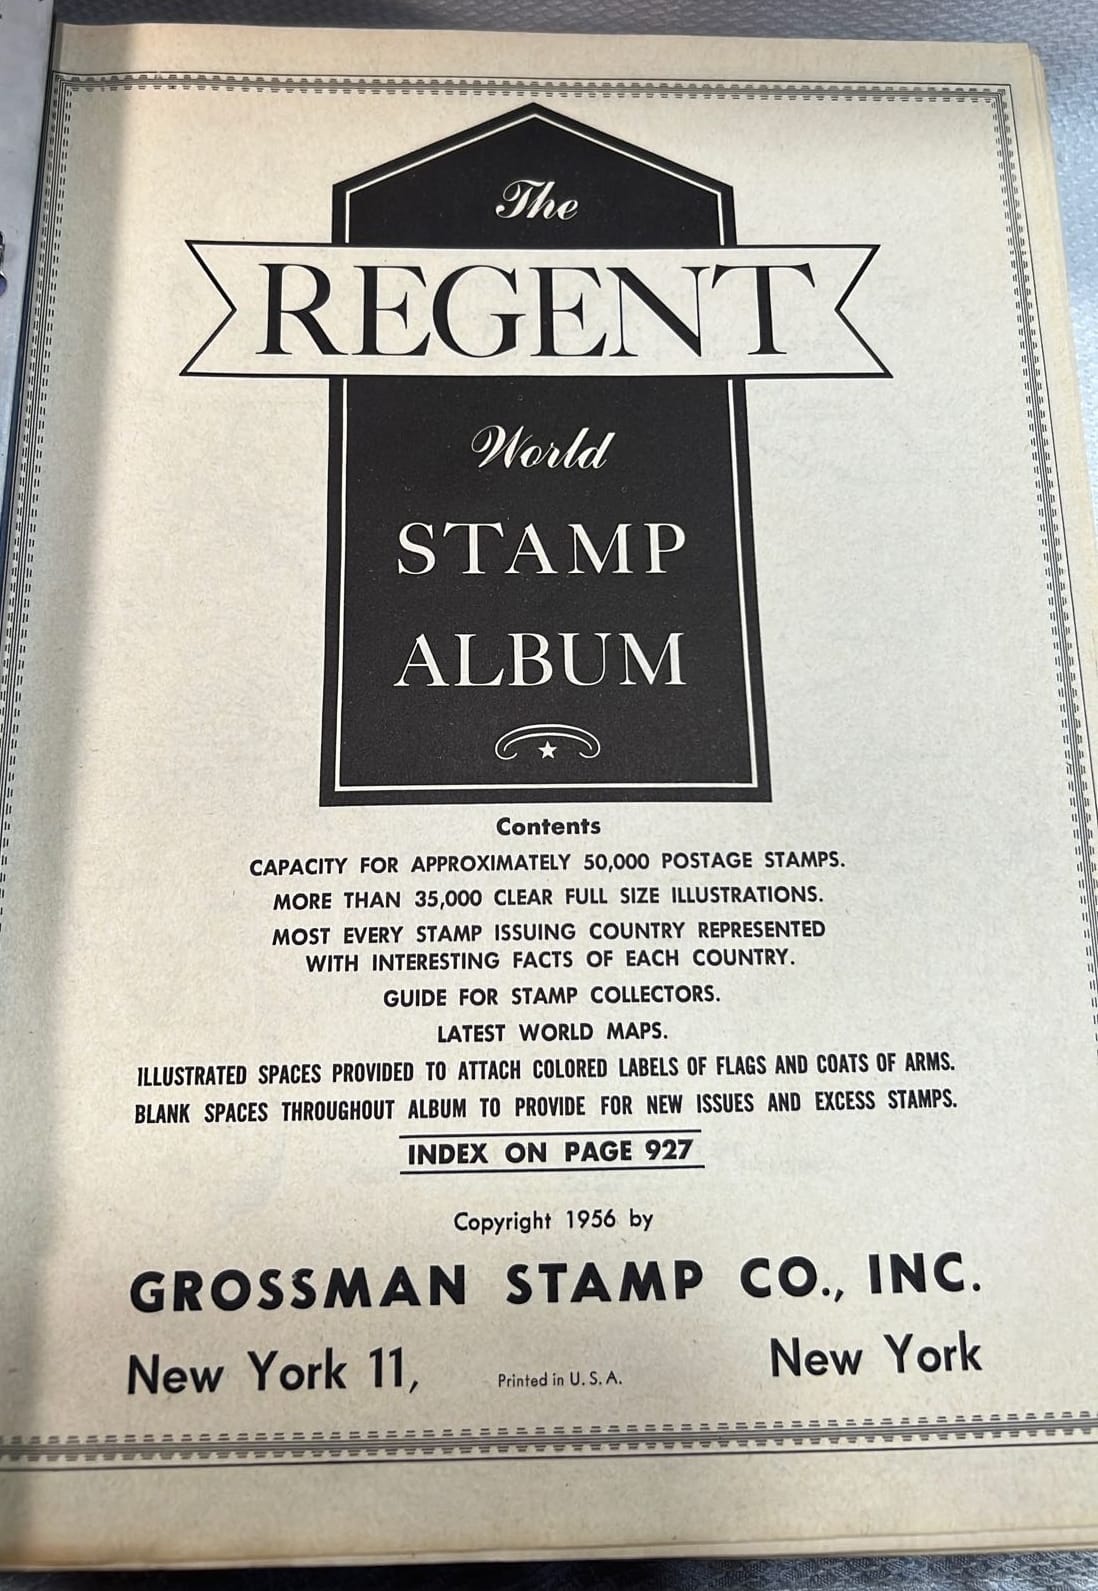 The
REGENT
World
STAMP
ALBUM
Contents
CAPACITY FOR APPROXIMATELY 50,000 POSTAGE STAMPS.
MORE THAN 35,000 CLEAR FULL SIZE ILLUSTRATIONS.
MOST EVERY STAMP ISSUING COUNTRY REPRESENTED
WITH INTERESTING FACTS OF EACH COUNTRY.
GUIDE FOR STAMP COLLECTORS.
LATEST WORLD MAPS.
ILLUSTRATED SPACES PROVIDED TO ATTACH COLORED LABELS OF FLAGS AND COATS OF ARMS.
BLANK SPACES THROUGHOUT ALBUM TO PROVIDE FOR NEW ISSUES AND EXCESS STAMPS.
INDEX ON PAGE 927
Copyright 1956 by
GROSSMAN STAMP CO., INC.
New York 11, New York
Printed in U. S. A.